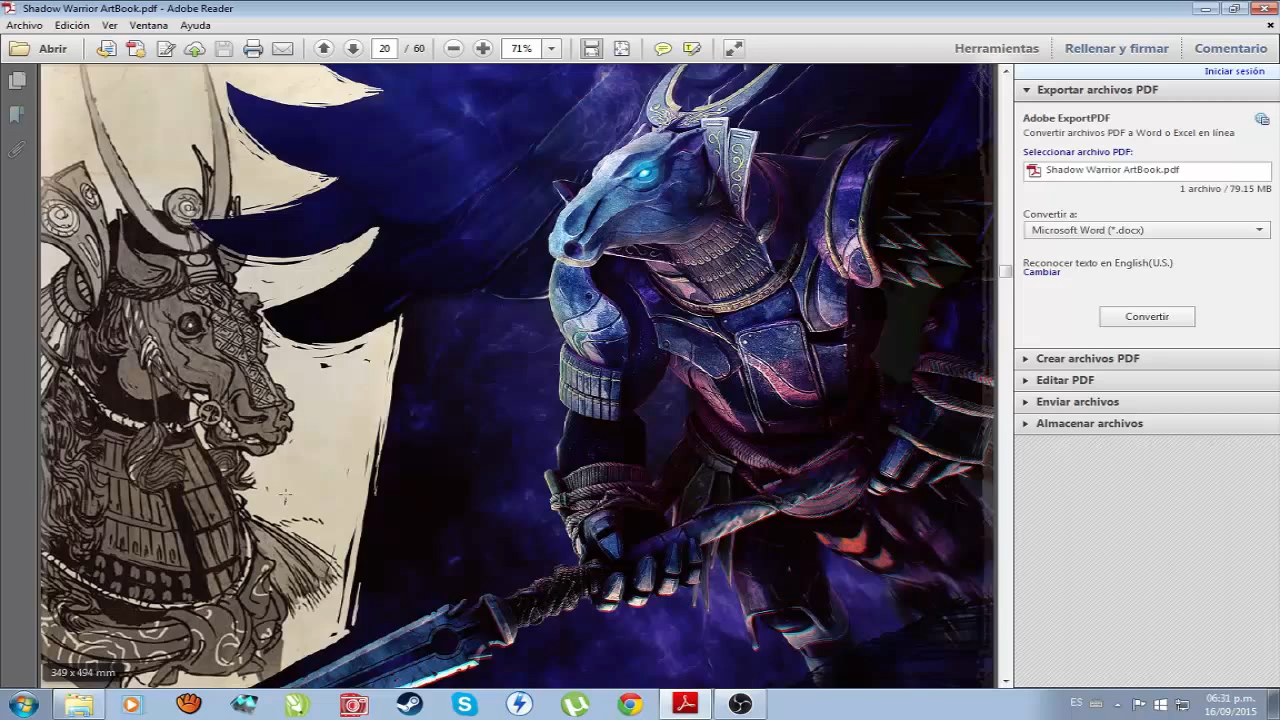 Shadow Warrior ArtBook.pdf - Adobe Reader
Archivo Edición Ver Ventana Ayuda
Abrir 20 / 60 71% Herramientas Rellenar y firmar Comentario
Iniciar sesión
Exportar archivos PDF
Adobe ExportPDF
Convertir archivos PDF a Word o Excel en línea
Seleccionar archivo PDF:
Shadow Warrior ArtBook.pdf
1 archivo / 79.15 MB
Convertir a:
Microsoft Word (*.docx)
Reconocer texto en English(U.S.)
Cambiar
Convertir
Crear archivos PDF
Editar PDF
Enviar archivos
Almacenar archivos
349 x 494 mm
ES
06:31 p.m.
16/09/2015